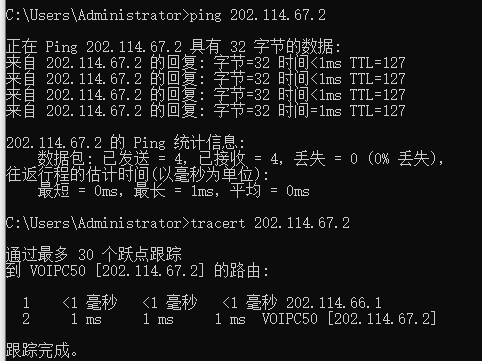 C:\Users\Administrator>ping 202.114.67.2
正在 Ping 202.114.67.2 具有 32 字节的数据:
来自 202.114.67.2 的回复: 字节=32 时间<1ms TTL=127
来自 202.114.67.2 的回复: 字节=32 时间<1ms TTL=127
来自 202.114.67.2 的回复: 字节=32 时间<1ms TTL=127
来自 202.114.67.2 的回复: 字节=32 时间=1ms TTL=127
202.114.67.2 的 Ping 统计信息:
数据包: 已发送 = 4, 已接收 = 4, 丢失 = 0 (0% 丢失),
往返行程的估计时间(以毫秒为单位):
最短 = 0ms, 最长 = 1ms, 平均 = 0ms
C:\Users\Administrator>tracert 202.114.67.2
通过最多 30 个跃点跟踪
到 VOIPC50 [202.114.67.2] 的路由:
1 <1 毫秒 <1 毫秒 <1 毫秒 202.114.66.1
2 1 ms 1 ms 1 ms VOIPC50 [202.114.67.2]
跟踪完成。